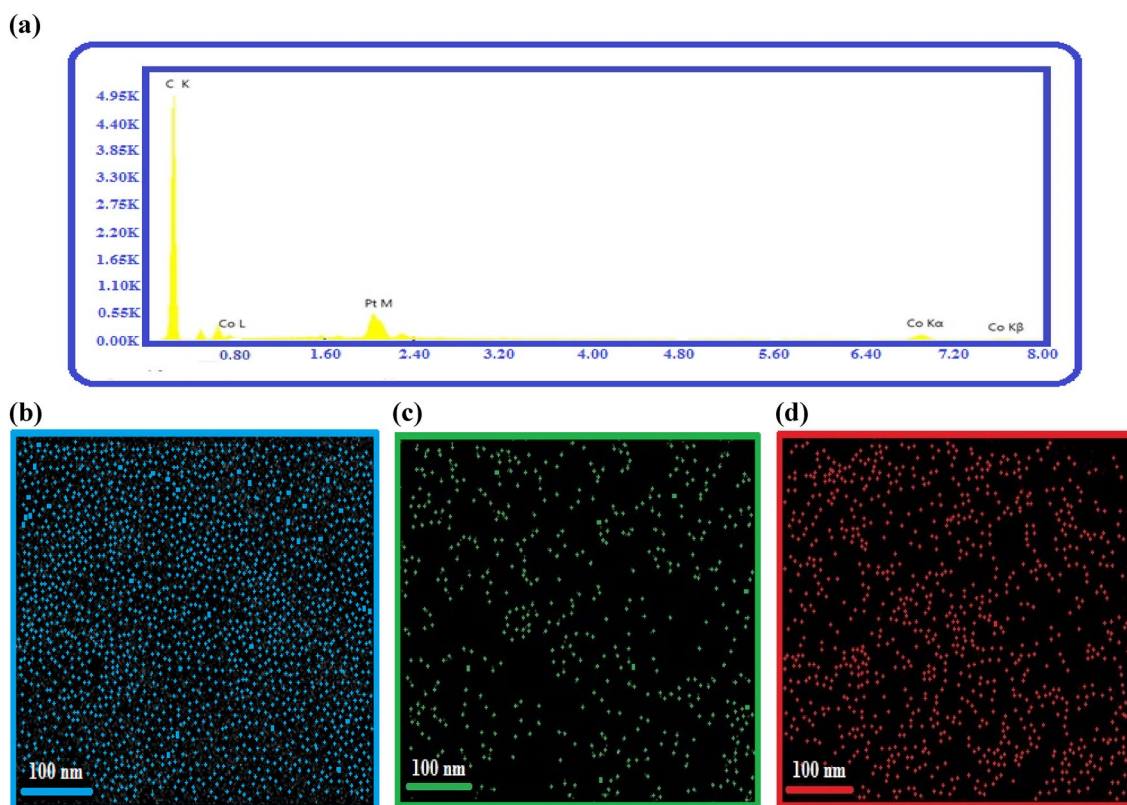 (a)
C K
4.95K
4.40K
3.85K
3.30K
2.75K
2.20K
1.65K
1.10K
0.55K
0.00K
Co L
Pt M
Co Kα
Co Kβ
0.80 1.60 2.40 3.20 4.00 4.80 5.60 6.40 7.20 8.00
(b) (c) (d)
100 nm 100 nm 100 nm